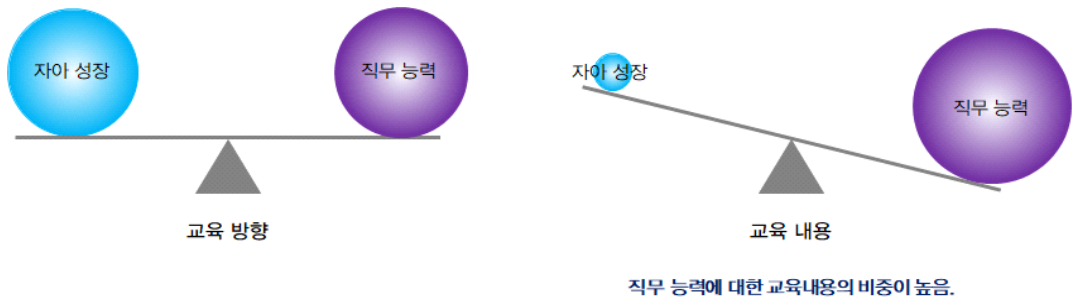 자아 성장
직무 능력
교육 방향
자아 성장
직무 능력
교육 내용
직무 능력에 대한 교육내용의 비중이 높음.